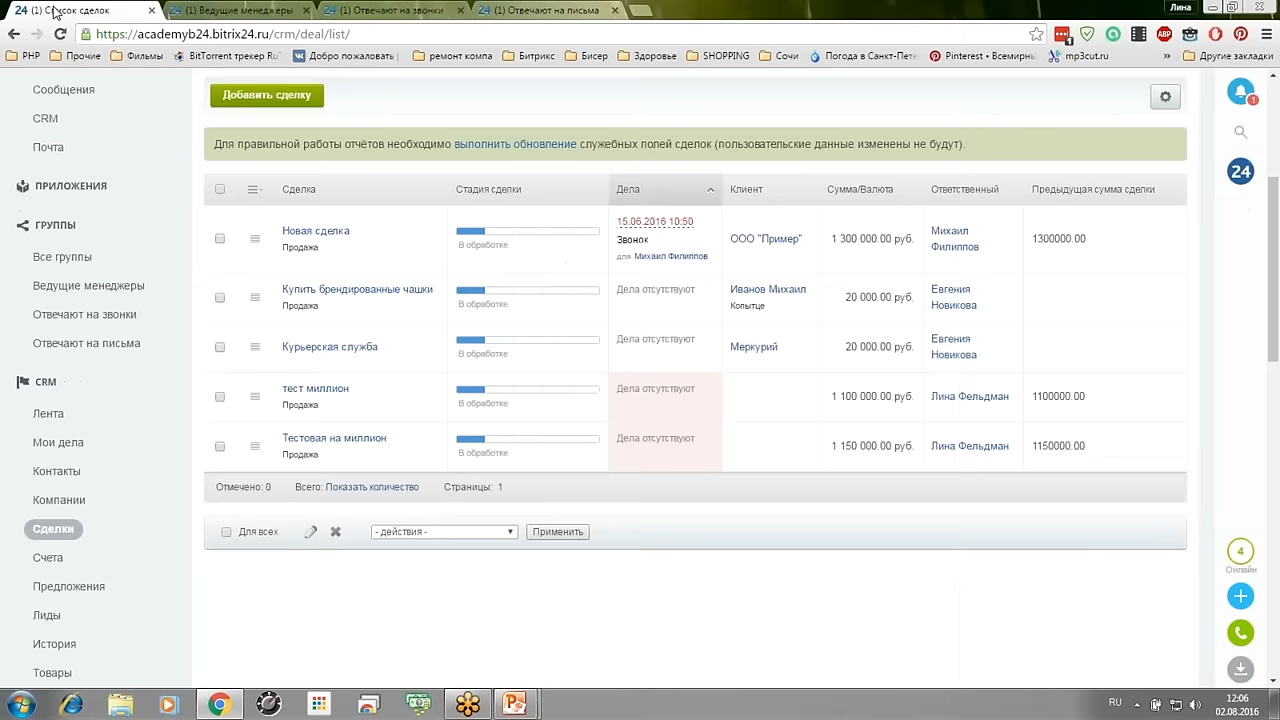 24 (1) Список сделок
24 (1) Ведущие менеджеры
24 (1) Отвечают на звонки
24 (1) Отвечают на письма
Лина
https://academyb24.bitrix24.ru/crm/deal/list/
1
ABP
PHP
Прочие
Фильмы
BitTorrent трекер Ru
Добро пожаловать |
ремонт компа
Битрикс
Бисер
Здоровье
SHOPPING
Сочи
Погода в Санкт-Пете
Pinterest • Всемирны
mp3cut.ru
»
Другие закладки
Сообщения
CRM
Почта
ПРИЛОЖЕНИЯ
ГРУППЫ
Все группы
Ведущие менеджеры
Отвечают на звонки
Отвечают на письма
CRM
Лента
Мои дела
Контакты
Компании
Сделки
Счета
Предложения
Лиды
История
Товары
Добавить сделку
Для правильной работы отчётов необходимо выполнить обновление служебных полей сделок (пользовательские данные изменены не будут).
Сделка Стадия сделки Дела Клиент Сумма/Валюта Ответственный Предыдущая сумма сделки
Новая сделка
Продажа
В обработке
15.06.2016 10:50
Звонок
для Михаил Филиппов
ООО "Пример"
1 300 000.00 руб.
Михаил
Филиппов
1300000.00
Купить брендированные чашки
Продажа
В обработке
Дела отсутствуют
Иванов Михаил
Копытце
20 000.00 руб.
Евгения
Новикова
Курьерская служба
В обработке
Дела отсутствуют
Меркурий
20 000.00 руб.
Евгения
Новикова
тест миллион
Продажа
В обработке
Дела отсутствуют
1 100 000.00 руб.
Лина Фельдман
1100000.00
Тестовая на миллион
Продажа
В обработке
Дела отсутствуют
1 150 000.00 руб.
Лина Фельдман
1150000.00
Отмечено: 0 Всего: Показать количество Страницы: 1
Для всех
- действия -
Применить
1
24
4
Онлайн
RU
12:06
02.08.2016